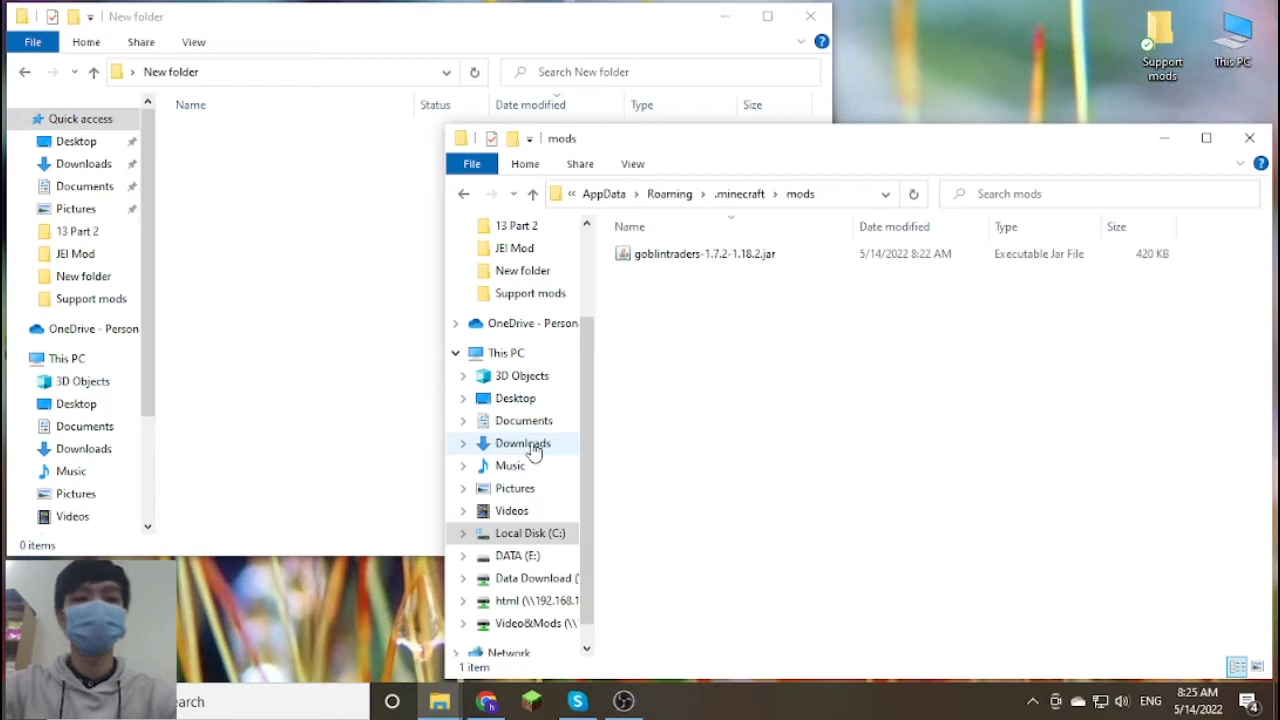 New folder
File
Home
Share
View
New folder
Search New folder
Name
Status
Date modified
Type
Size
Quick access
Desktop
Downloads
Documents
Pictures
13 Part 2
JEI Mod
New folder
Support mods
OneDrive - Person
This PC
3D Objects
Desktop
Documents
Downloads
Music
Pictures
Videos
0 items
mods
File
Home
Share
View
AppData
Roaming
.minecraft
mods
Search mods
Name
Date modified
Type
Size
goblintraders-1.7.2-1.18.2.jar
5/14/2022 8:22 AM
Executable Jar File
420 KB
13 Part 2
JEI Mod
New folder
Support mods
OneDrive - Person
This PC
3D Objects
Desktop
Documents
Downloads
Music
Pictures
Videos
Local Disk (C:)
DATA (E:)
Data Download (
html (\\192.168.1
Video&Mods (\\
Network
1 item
Support
mods
This PC
earch
ENG
8:25 AM
5/14/2022
4